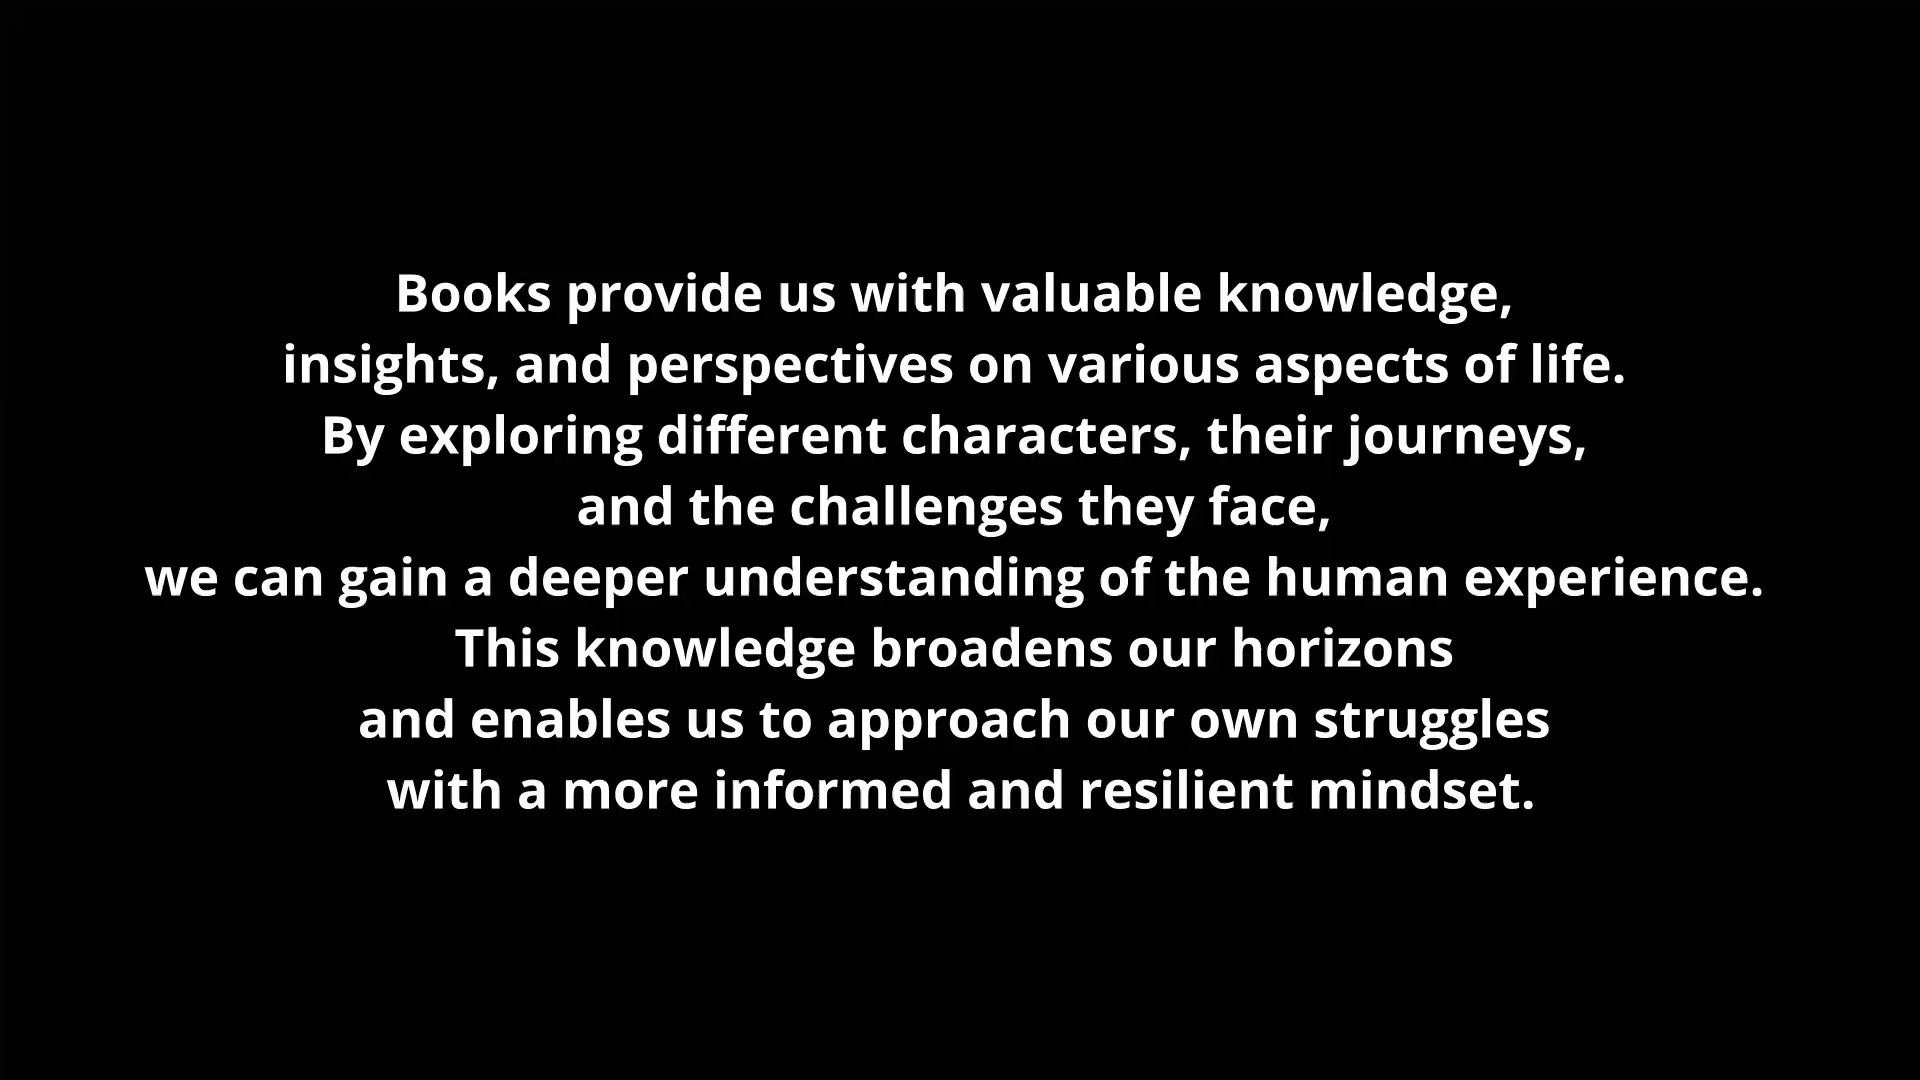 Books provide us with valuable knowledge,
insights, and perspectives on various aspects of life.
By exploring different characters, their journeys,
and the challenges they face,
we can gain a deeper understanding of the human experience.
This knowledge broadens our horizons
and enables us to approach our own struggles
with a more informed and resilient mindset.